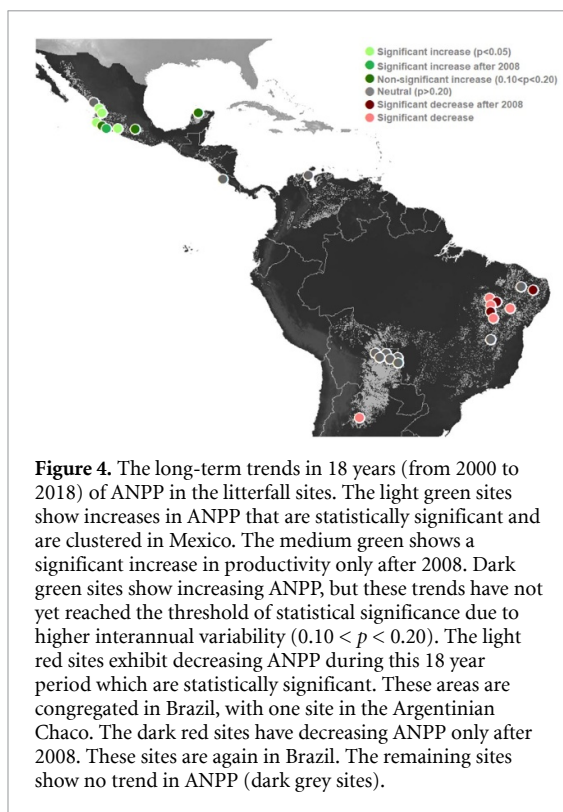 Significant increase (p<0.05)
Significant increase after 2008
Non-significant increase (0.10<p<0.20)
Neutral (p>0.20)
Significant decrease after 2008
Significant decrease
Figure 4. The long-term trends in 18 years (from 2000 to
2018) of ANPP in the litterfall sites. The light green sites
show increases in ANPP that are statistically significant and
are clustered in Mexico. The medium green shows a
significant increase in productivity only after 2008. Dark
green sites show increasing ANPP, but these trends have not
yet reached the threshold of statistical significance due to
higher interannual variability (0.10 < p < 0.20). The light
red sites exhibit decreasing ANPP during this 18 year
period which are statistically significant. These areas are
congregated in Brazil, with one site in the Argentinian
Chaco. The dark red sites have decreasing ANPP only after
2008. These sites are again in Brazil. The remaining sites
show no trend in ANPP (dark grey sites).